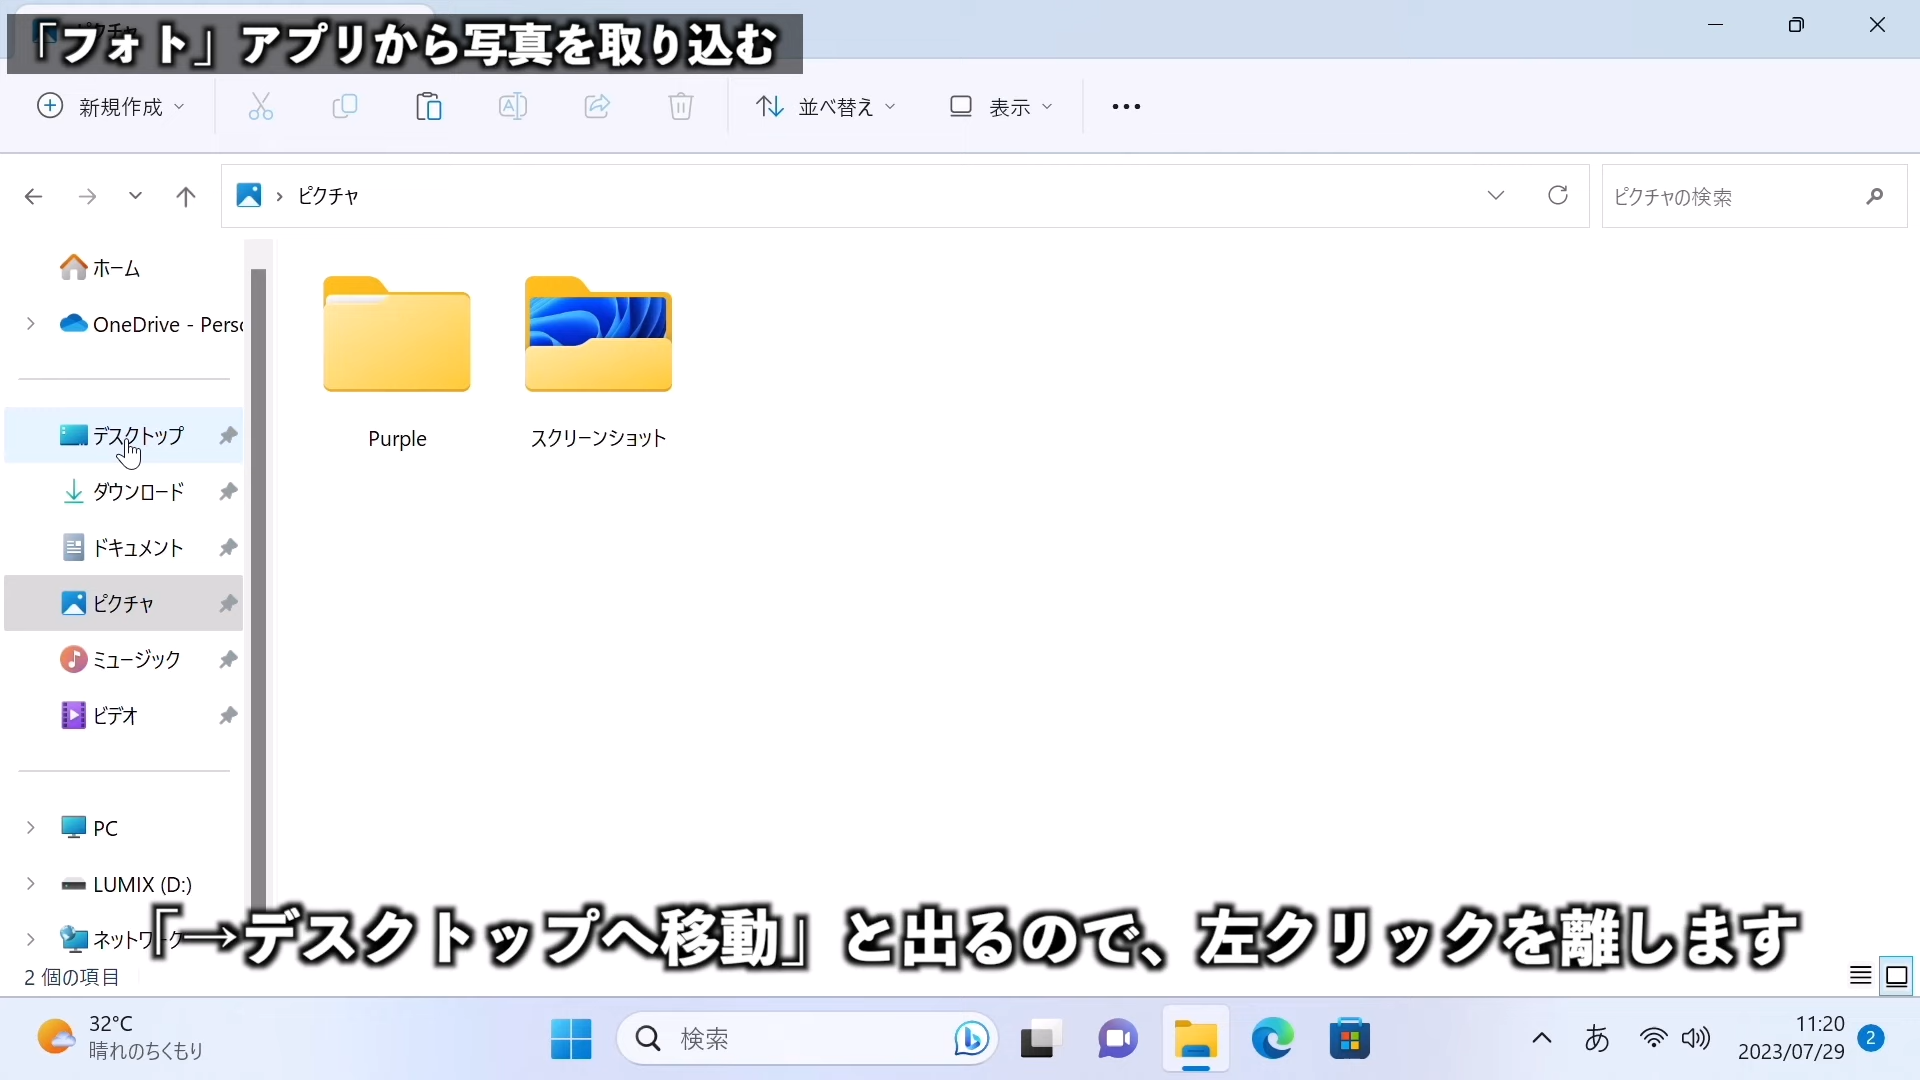 「フォト」アプリから写真を取り込む
新規作成
並べ替え
表示
ピクチャ
ピクチャの検索
ホーム
OneDrive - Pers
デスクトップ
ダウンロード
ドキュメント
ピクチャ
ミュージック
ビデオ
PC
LUMIX (D:)
ネットワーク
Purple
スクリーンショット
「→デスクトップへ移動」と出るので、左クリックを離します
2 個の項目
32°C
晴れのちくもり
検索
あ
11:20
2023/07/29
2